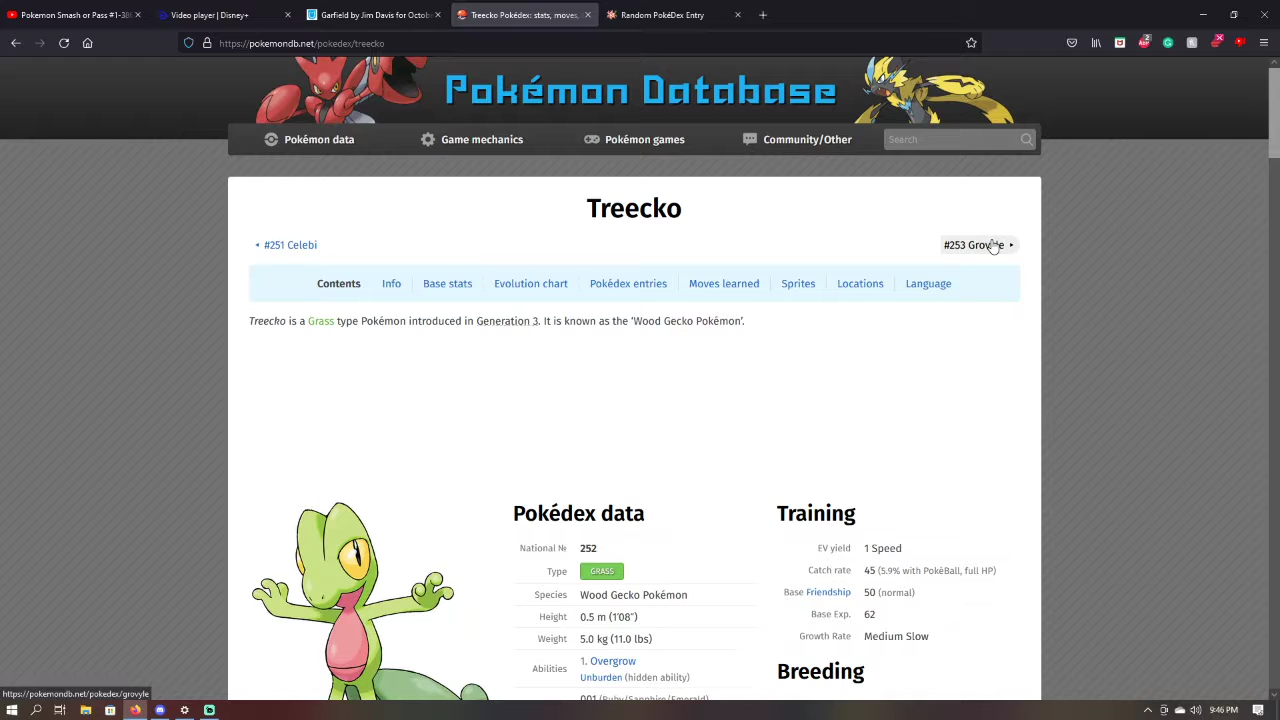 Pokemon Smash or Pass #1-38
Video player | Disney+
Garfield by Jim Davis for Octob
Treecko Pokédex: stats, moves,
Random PokéDex Entry
https://pokemondb.net/pokedex/treecko
Pokémon Database
Pokémon data
Game mechanics
Pokémon games
Community/Other
Search
Treecko
#251 Celebi
#253
Contents
Info
Base stats
Evolution chart
Pokédex entries
Moves learned
Sprites
Locations
Language
Treecko is a Grass type Pokémon introduced in Generation 3. It is known as the ‘Wood Gecko Pokémon’.
Pokédex data
National № 252
Type GRASS
Species Wood Gecko Pokémon
Height 0.5 m (1′08″)
Weight 5.0 kg (11.0 lbs)
Abilities 1. Overgrow
Unburden (hidden ability)
001 (Ruby/Sapphire/Emerald)
Training
EV yield 1 Speed
Catch rate 45 (5.9% with PokéBall, full HP)
Base Friendship 50 (normal)
Base Exp. 62
Growth Rate Medium Slow
Breeding
https://pokemondb.net/pokedex/grovyle
9:46 PM